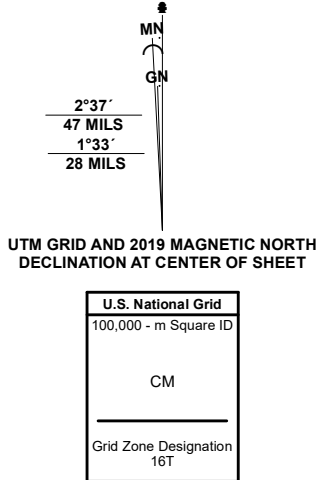 MN
GN
2°37´
47 MILS
1°33´
28 MILS
UTM GRID AND 2019 MAGNETIC NORTH
DECLINATION AT CENTER OF SHEET
U.S. National Grid
100,000 - m Square ID
CM
Grid Zone Designation
16T